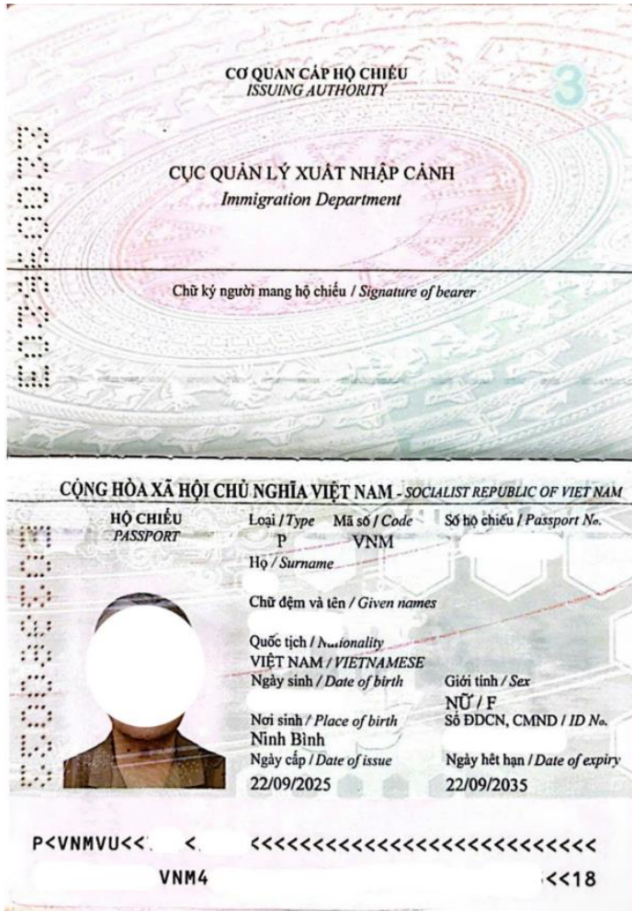 CƠ QUAN CẤP HỘ CHIẾU
ISSUING AUTHORITY
3
CỤC QUẢN LÝ XUẤT NHẬP CẢNH
Immigration Department
Chữ ký người mang hộ chiếu / Signature of bearer
CỘNG HÒA XÃ HỘI CHỦ NGHĨA VIỆT NAM - SOCIALIST REPUBLIC OF VIET NAM
HỘ CHIẾU
PASSPORT
Loại / Type Mã số / Code Số hộ chiếu / Passport No.
P VNM
Họ / Surname
Chữ đệm và tên / Given names
Quốc tịch / Nationality
VIỆT NAM / VIETNAMESE
Ngày sinh / Date of birth Giới tính / Sex
NỮ / F
Nơi sinh / Place of birth Số ĐDCN, CMND / ID No.
Ninh Bình
Ngày cấp / Date of issue Ngày hết hạn / Date of expiry
22/09/2025 22/09/2035
P<VNMVU<< < <<<<<<<<<<<<<<<<<<<<<<<<<<<
VNM4 <<18